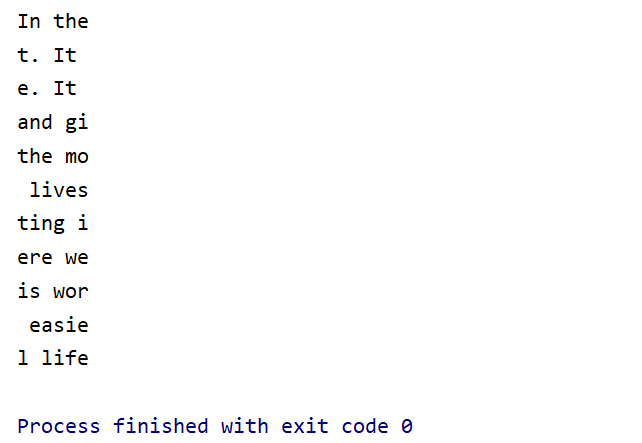 In the
t. It
e. It
and gi
the mo
 lives
ting i
ere we
is wor
 easie
l life

Process finished with exit code 0